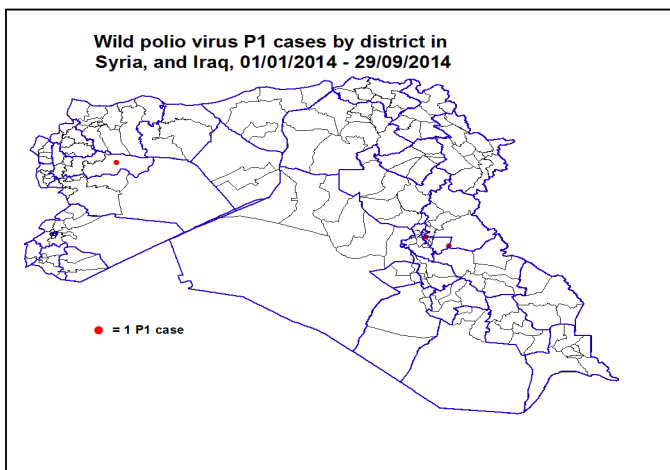 Wild polio virus P1 cases by district in
Syria, and Iraq, 01/01/2014 - 29/09/2014
= 1 P1 case